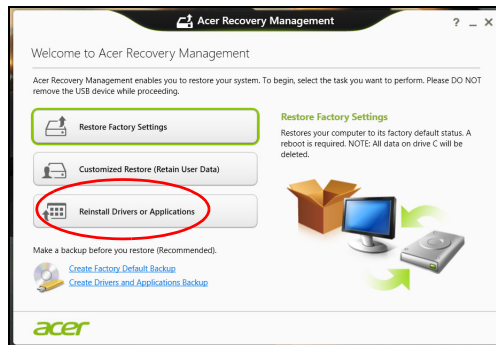 Acer Recovery Management
? _ X
Welcome to Acer Recovery Management
Acer Recovery Management enables you to restore your system. To begin, select the task you want to perform. Please DO NOT
remove the USB device while proceeding.
Restore Factory Settings
Customized Restore (Retain User Data)
Reinstall Drivers or Applications
Restore Factory Settings
Restores your computer to its factory default status. A
reboot is required. NOTE: All data on drive C will be
deleted.
Make a backup before you restore (Recommended).
Create Factory Default Backup
Create Drivers and Applications Backup
acer